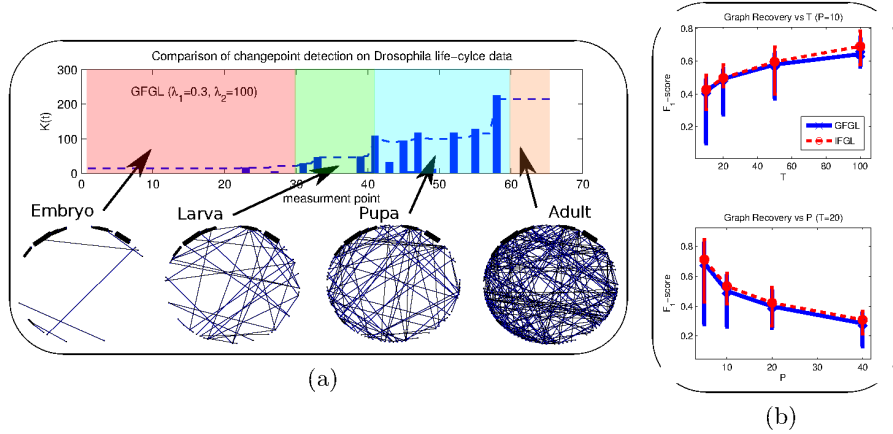 Comparison of changepoint detection on Drosophila life-cylce data
300
200
100
0
K(t)
GFGL (λ1=0.3, λ2=100)
0 10 20 30 40 50 60 70
measurment point
Embryo
Larva
Pupa
Adult
(a)
Graph Recovery vs T (P=10)
0.8
0.6
0.4
0.2
F1-score
GFGL
IFGL
20 40 60 80 100
T
Graph Recovery vs P (T=20)
0.8
0.6
0.4
0.2
F1-score
10 20 30 40
P
(b)